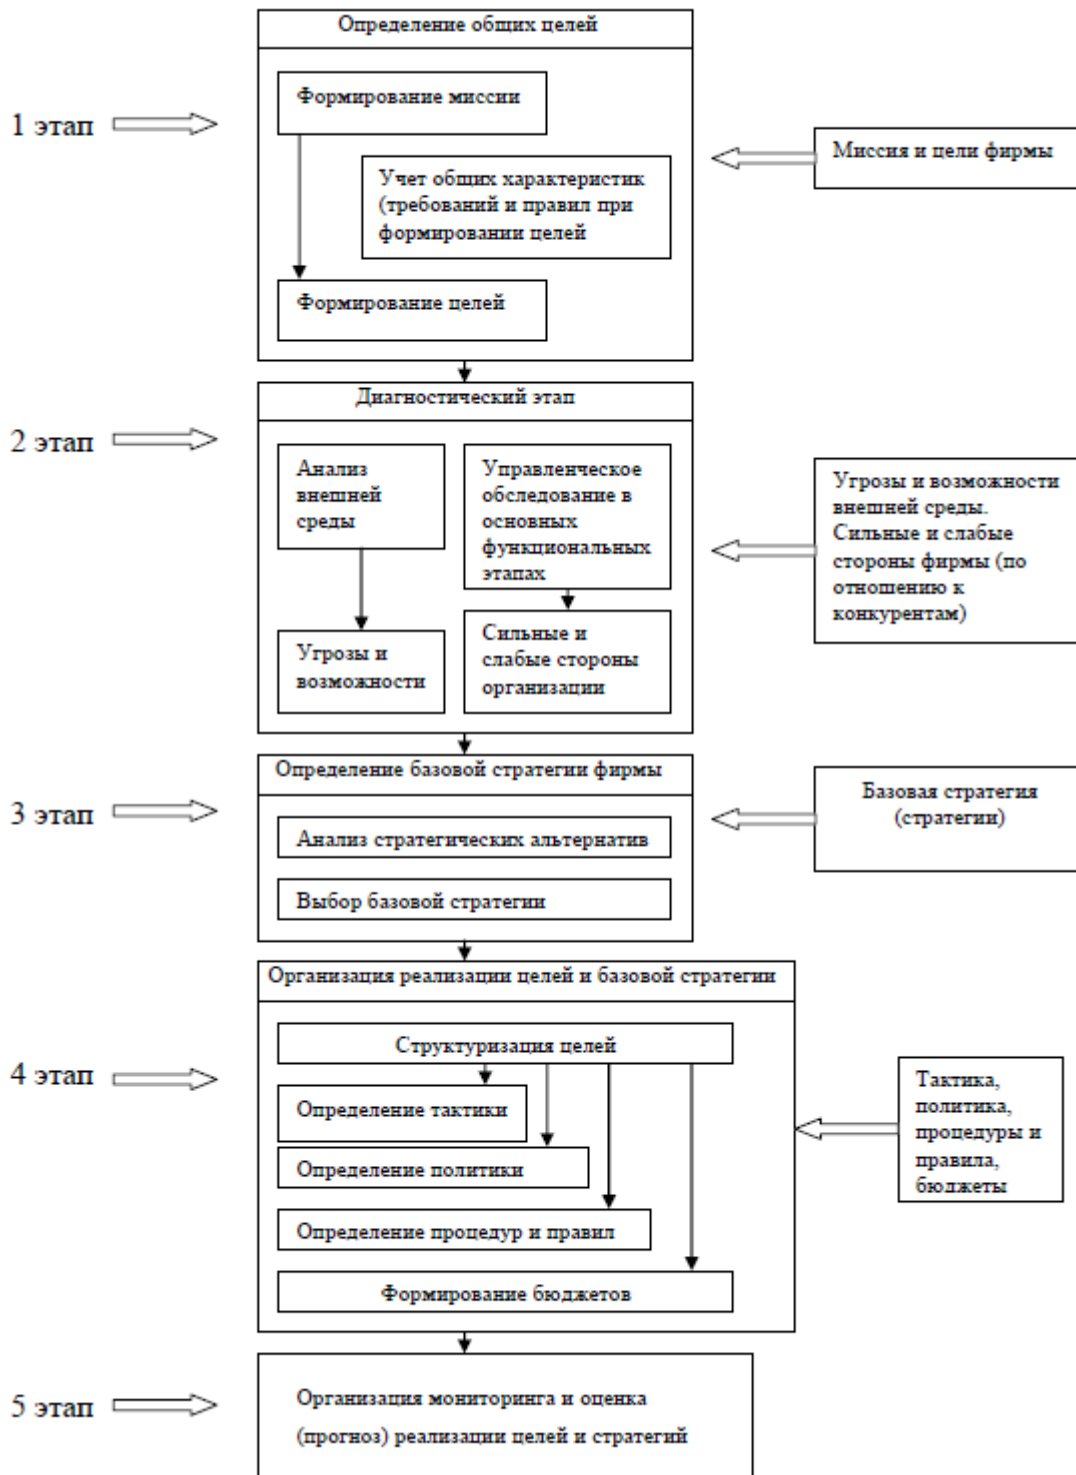 Определение общих целей
1 этап
Формирование миссии
Учет общих характеристик
(требований и правил при
формировании целей
Формирование целей
Миссия и цели фирмы
Диагностический этап
2 этап
Анализ
внешней
среды
Управленческое
обследование в
основных
функциональных
этапах
Угрозы и
возможности
Сильные и
слабые стороны
организации
Угрозы и возможности
внешней среды.
Сильные и слабые
стороны фирмы (по
отношению к
конкурентам)
Определение базовой стратегии фирмы
3 этап
Анализ стратегических альтернатив
Выбор базовой стратегии
Базовая стратегия
(стратегии)
Организация реализации целей и базовой стратегии
4 этап
Структуризация целей
Определение тактики
Определение политики
Определение процедур и правил
Формирование бюджетов
Тактика,
политика,
процедуры и
правила,
бюджеты
5 этап
Организация мониторинга и оценка
(прогноз) реализации целей и стратегий